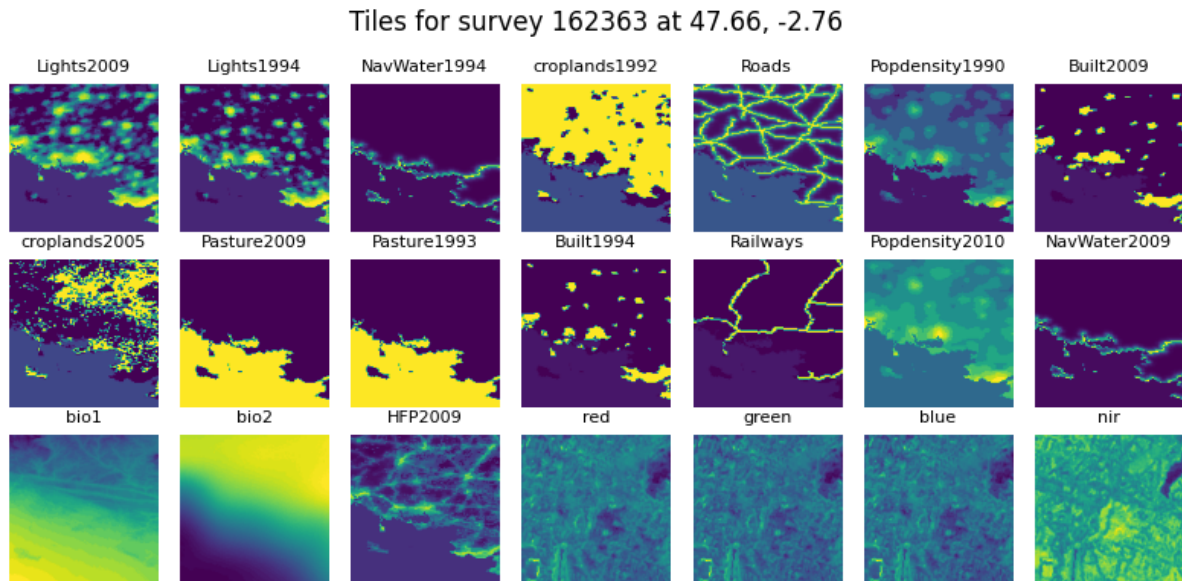 Tiles for survey 162363 at 47.66, -2.76
Lights2009 Lights1994 NavWater1994 croplands1992 Roads Popdensity1990 Built2009
croplands2005 Pasture2009 Pasture1993 Built1994 Railways Popdensity2010 NavWater2009
bio1 bio2 HFP2009 red green blue nir